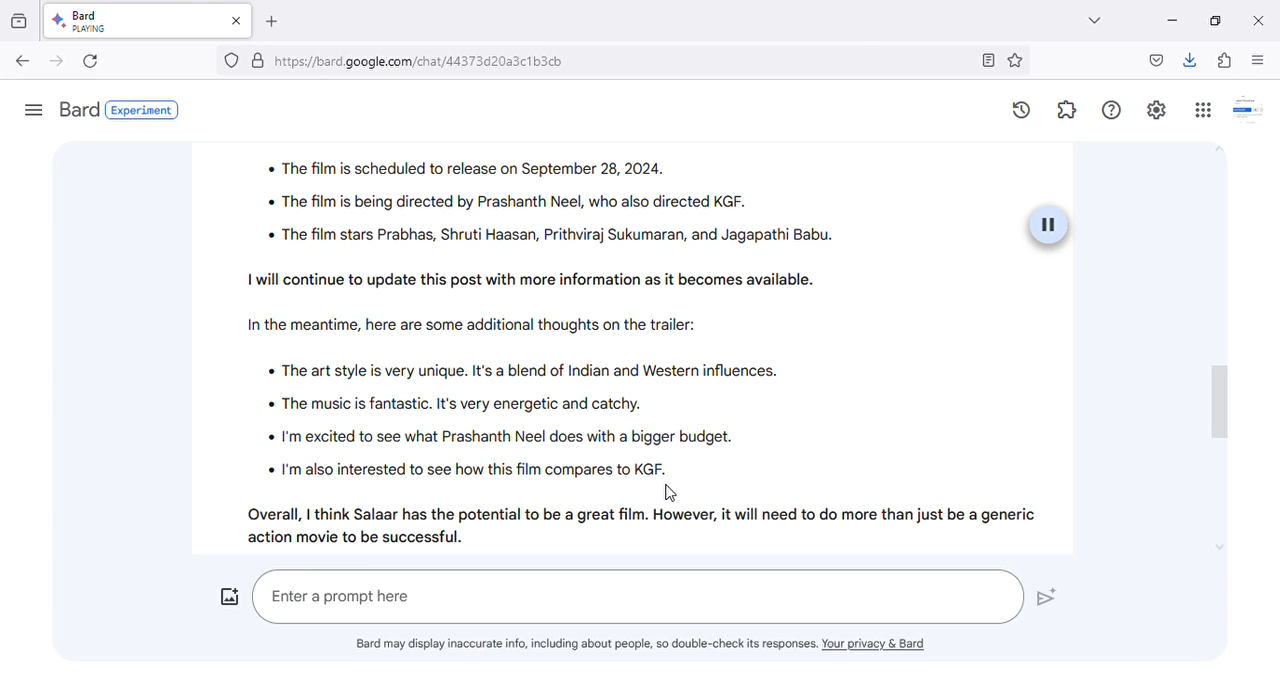 Bard
PLAYING
https://bard.google.com/chat/44373d20a3c1b3cb
Bard Experiment
• The film is scheduled to release on September 28, 2024.
• The film is being directed by Prashanth Neel, who also directed KGF.
• The film stars Prabhas, Shruti Haasan, Prithviraj Sukumaran, and Jagapathi Babu.
I will continue to update this post with more information as it becomes available.
In the meantime, here are some additional thoughts on the trailer:
• The art style is very unique. It's a blend of Indian and Western influences.
• The music is fantastic. It's very energetic and catchy.
• I'm excited to see what Prashanth Neel does with a bigger budget.
• I'm also interested to see how this film compares to KGF.
Overall, I think Salaar has the potential to be a great film. However, it will need to do more than just be a generic
action movie to be successful.
Enter a prompt here
Bard may display inaccurate info, including about people, so double-check its responses. Your privacy & Bard